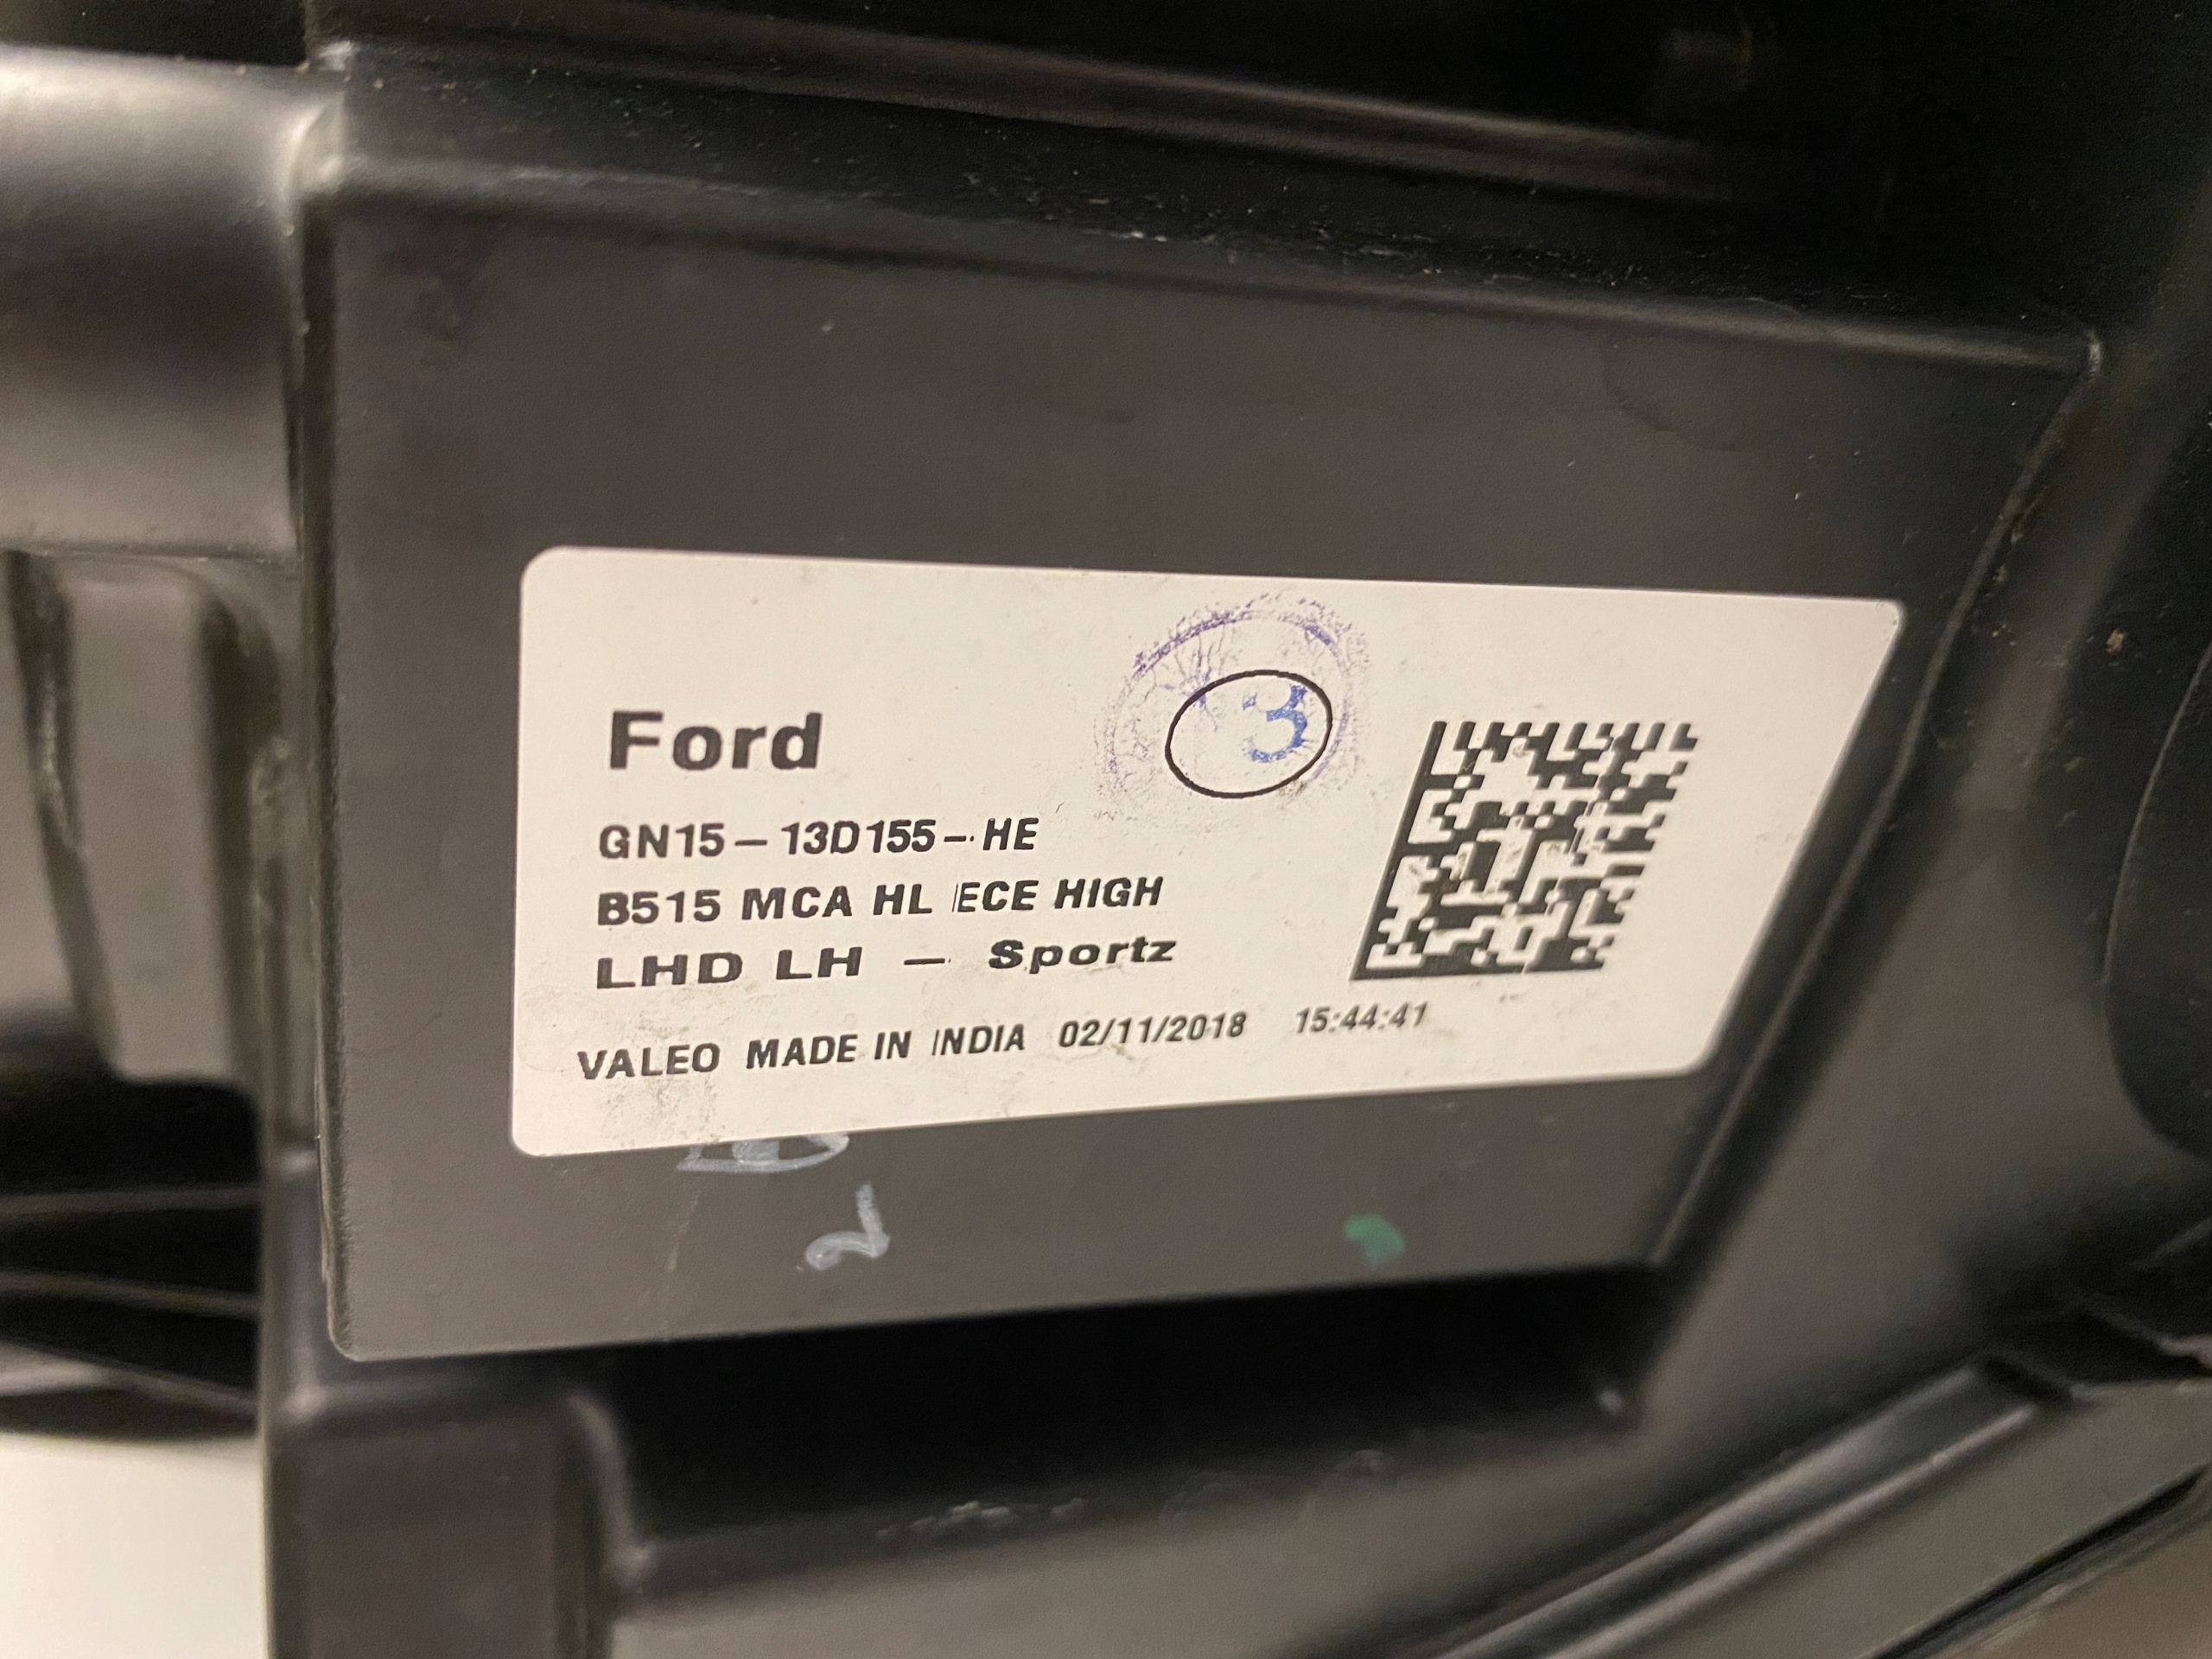 Ford
3
GN15-13D155-HE
B515 MCA HL ECE HIGH
LHD LH - Sportz
VALEO MADE IN INDIA 02/11/2018 15:44:41
2